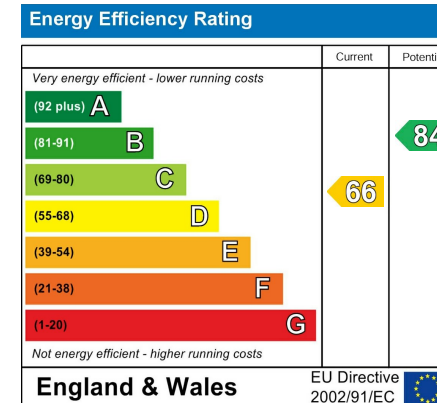 Energy Efficiency Rating
Current Potenti
Very energy efficient - lower running costs
(92 plus) A
(81-91) B
84
(69-80) C
66
(55-68) D
(39-54) E
(21-38) F
(1-20) G
Not energy efficient - higher running costs
England & Wales
EU Directive
2002/91/EC